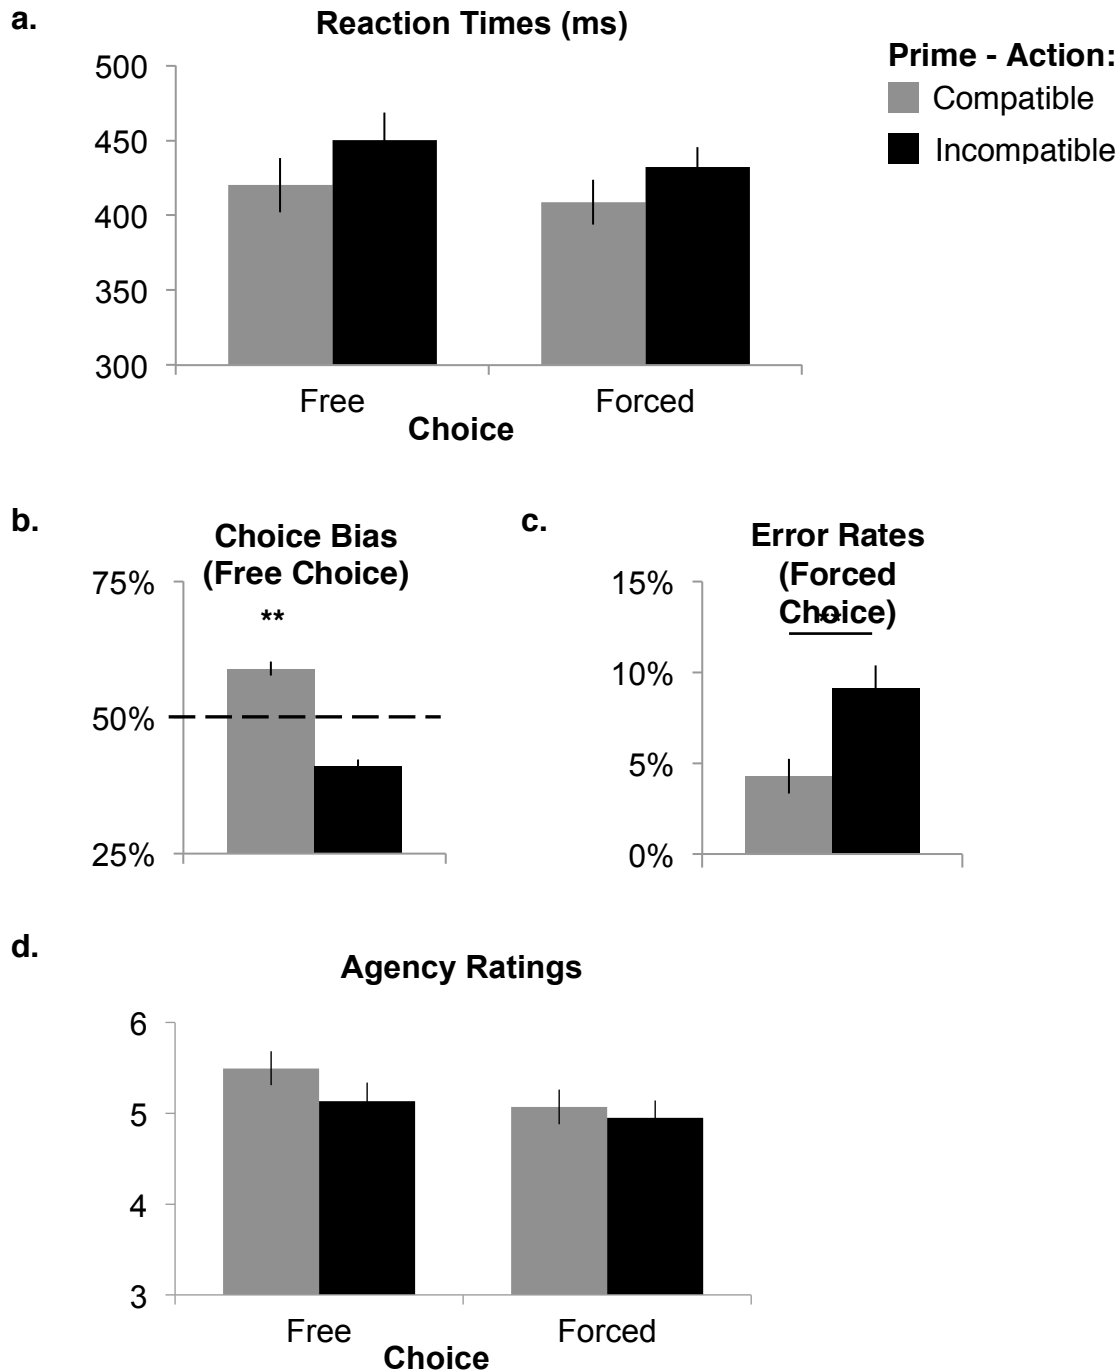 a.
Reaction Times (ms)
Prime - Action:
Compatible
Incompatible
500
450
400
350
300
Free
Forced
Choice
b.
Choice Bias
(Free Choice)
75%
**
50%
25%
c.
Error Rates
(Forced
Choice)
**
15%
10%
5%
0%
d.
Agency Ratings
6
5
4
3
Free
Forced
Choice